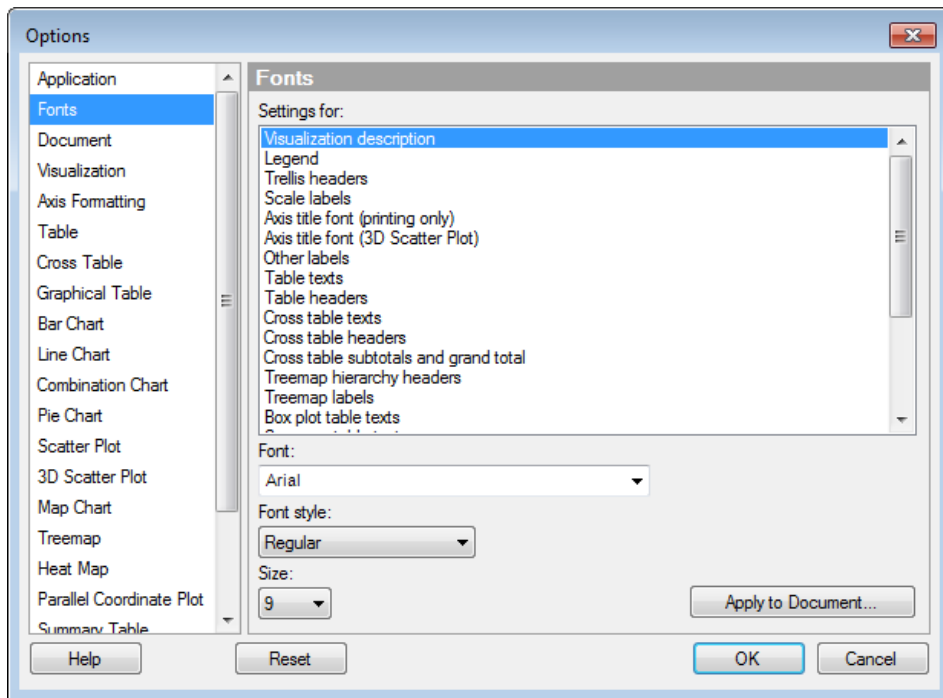 Options
Application
Fonts
Document
Visualization
Axis Formatting
Table
Cross Table
Graphical Table
Bar Chart
Line Chart
Combination Chart
Pie Chart
Scatter Plot
3D Scatter Plot
Map Chart
Treemap
Heat Map
Parallel Coordinate Plot
Summary Table
Fonts
Settings for:
Visualization description
Legend
Trellis headers
Scale labels
Axis title font (printing only)
Axis title font (3D Scatter Plot)
Other labels
Table texts
Table headers
Cross table texts
Cross table headers
Cross table subtotals and grand total
Treemap hierarchy headers
Treemap labels
Box plot table texts
Font:
Arial
Font style:
Regular
Size:
9
Apply to Document...
Help
Reset
OK
Cancel